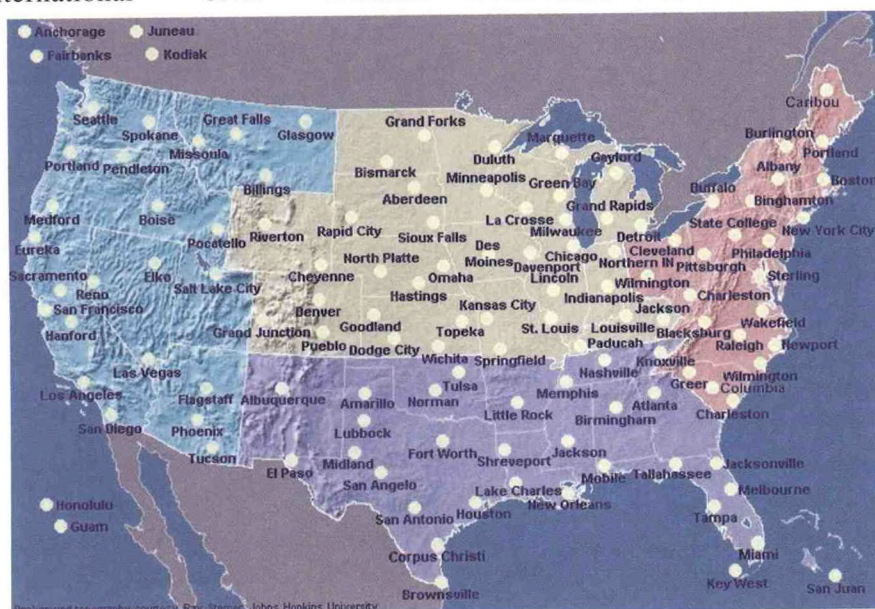 Anchorage
Juneau
Fairbanks
Kodiak
Caribou
Seattle
Great Falls
Spokane
Glasgow
Grand Forks
Missoula
Marquette
Burlington
Portland
Pendleton
Duluth
Gaylord
Portland
Bismarck
Minneapolis
Albany
Billings
Aberdeen
Green Bay
Buffalo
Boston
Binghamton
Medford
Boise
La Crosse
Grand Rapids
Pocatello
Riverton
Rapid City
Sioux Falls
Milwaukee
Detroit
State College
New York City
Eureka
Des
Moines
Chicago
Northern IN
Cleveland
Philadelphia
Sacramento
Elko
North Platte
Davenport
Pittsburgh
Reno
Salt Lake City
Cheyenne
Omaha
Lincoln
Wilmington
Sterling
San Francisco
Hastings
Indianapolis
Charleston
Denver
Kansas City
Jackson
Wakefield
Hanford
Grand Junction
Goodland
Topeka
St. Louis
Louisville
Blacksburg
Pueblo
Dodge City
Paducah
Raleigh
Newport
Las Vegas
Wichita
Springfield
Nashville
Knoxville
Los Angeles
Flagstaff
Albuquerque
Amarillo
Tulsa
Norman
Memphis
Greer
Wilmington
Columbia
Little Rock
Atlanta
San Diego
Phoenix
Lubbock
Birmingham
Charleston
Tucson
Midland
Fort Worth
Shreveport
Jackson
El Paso
Mobile
Tallahassee
Jacksonville
San Angelo
Lake Charles
Melbourne
Honolulu
Houston
New Orleans
San Antonio
Tampa
Guam
Corpus Christi
Miami
Key West
San Juan
Brownsville
Johns Hopkins University